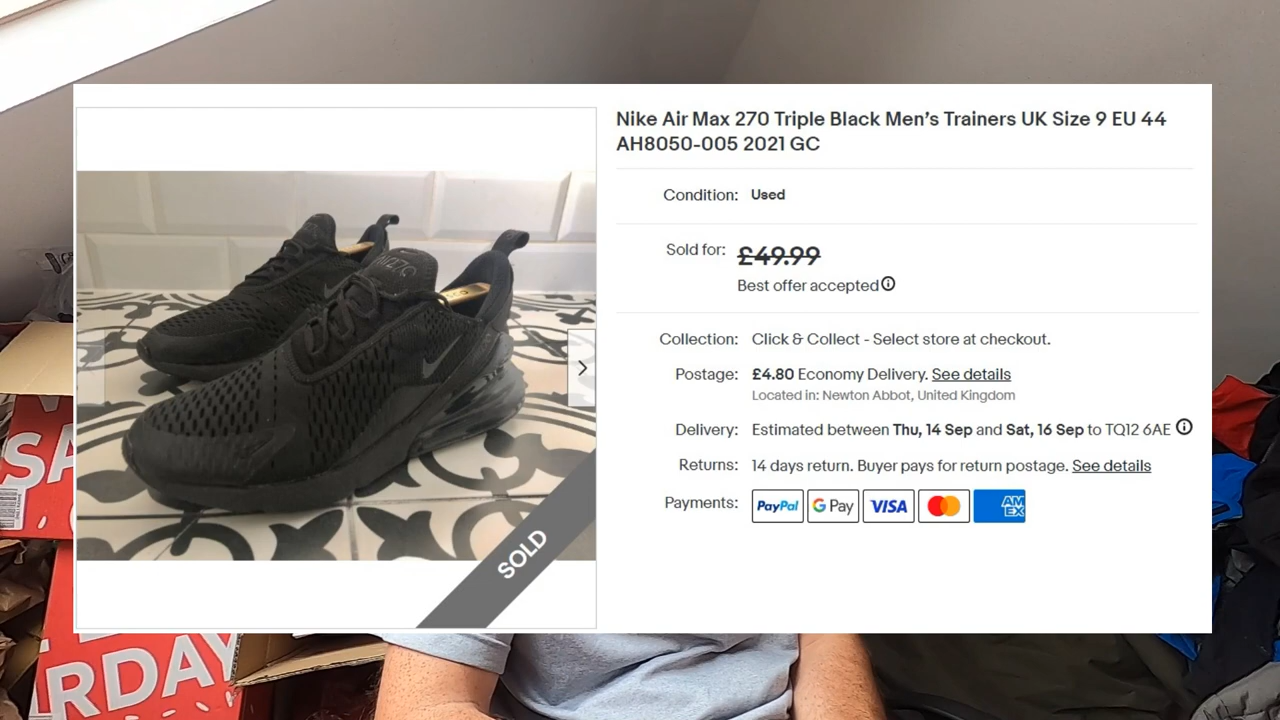 Nike Air Max 270 Triple Black Men's Trainers UK Size 9 EU 44
AH8050-005 2021 GC
Condition: Used
Sold for: £49.99
Best offer accepted
Collection: Click & Collect - Select store at checkout.
Postage: £4.80 Economy Delivery. See details
Located in: Newton Abbot, United Kingdom
Delivery: Estimated between Thu, 14 Sep and Sat, 16 Sep to TQ12 6AE
Returns: 14 days return. Buyer pays for return postage. See details
Payments: PayPal G Pay VISA AM EX
SOLD
SA
RDAY